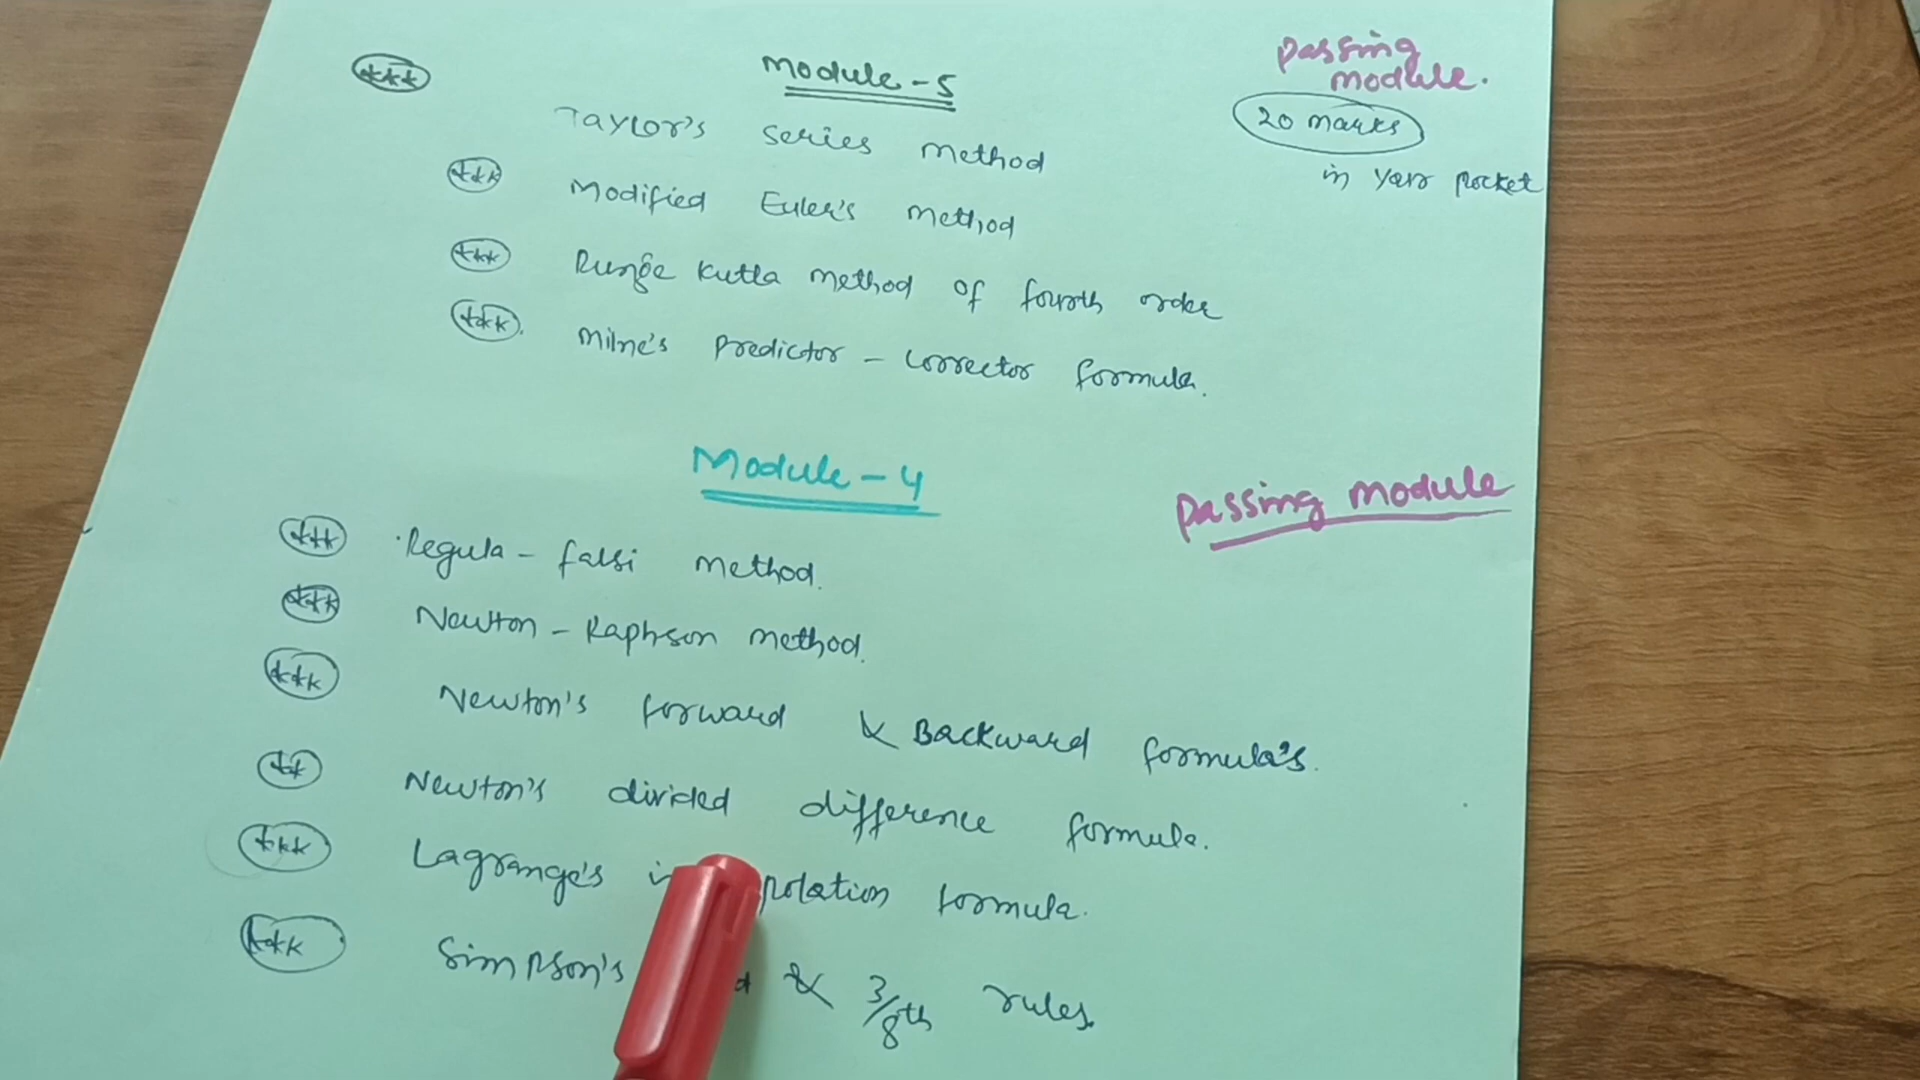 *** Module-5 passing module.
20 marks
in your pocket
Taylor's series method
*** Modified Euler's method
*** Runge Kutta method of fourth order
*** Milne's predictor - corrector formula.
Module-4 passing module
*** Regula-falsi method.
*** Newton-Raphson method.
*** Newton's forward & Backward formula's.
** Newton's divided difference formula.
*** Lagrange's formula.
*** Simpson's & 3/8th rules.